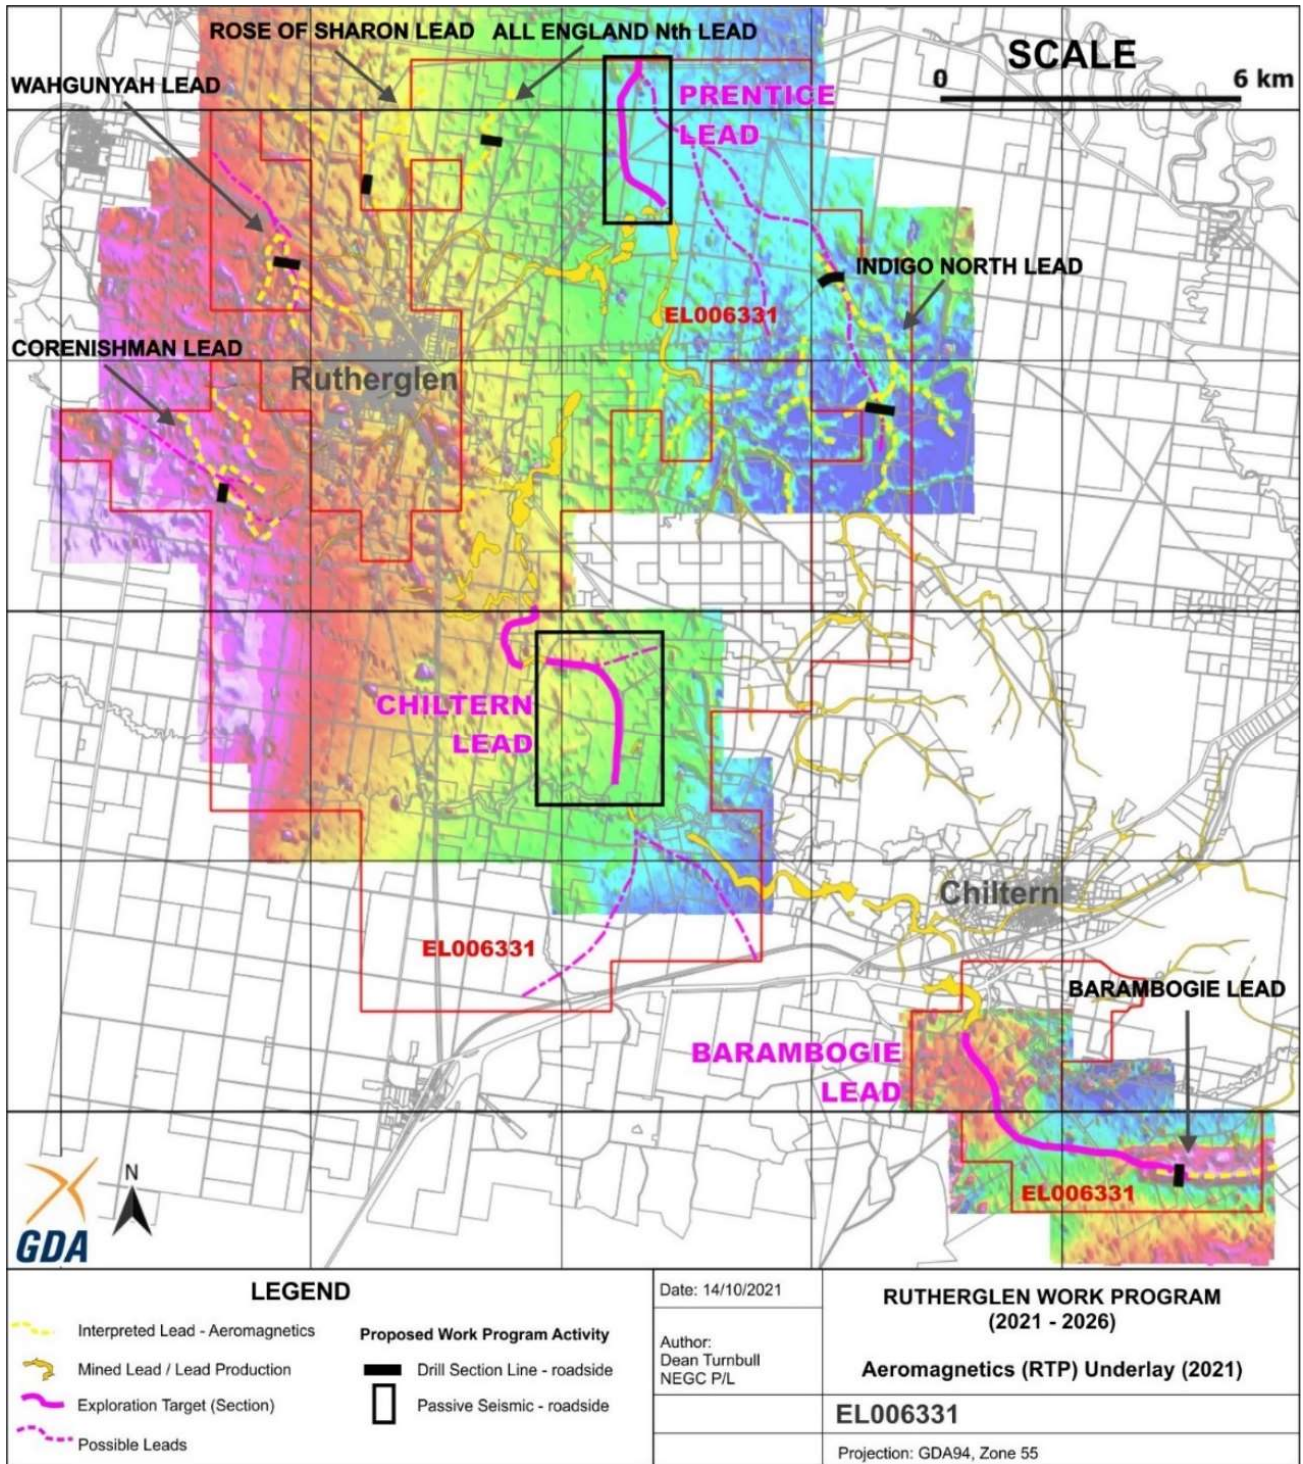 ROSE OF SHARON LEAD
ALL ENGLAND Nth LEAD
SCALE
0
6 km
WAHGUNYAH LEAD
PRENTICE
LEAD
INDIGO NORTH LEAD
EL006331
CORENISHMAN LEAD
Rutherglen
CHILTERN
LEAD
Chiltern
EL006331
BARAMBOGIE LEAD
BARAMBOGIE
LEAD
EL006331
N
GDA
LEGEND
Interpreted Lead - Aeromagnetics
Mined Lead / Lead Production
Exploration Target (Section)
Possible Leads
Proposed Work Program Activity
Drill Section Line - roadside
Passive Seismic - roadside
Date: 14/10/2021
Author:
Dean Turnbull
NEGC P/L
RUTHERGLEN WORK PROGRAM
(2021 - 2026)
Aeromagnetics (RTP) Underlay (2021)
EL006331
Projection: GDA94, Zone 55